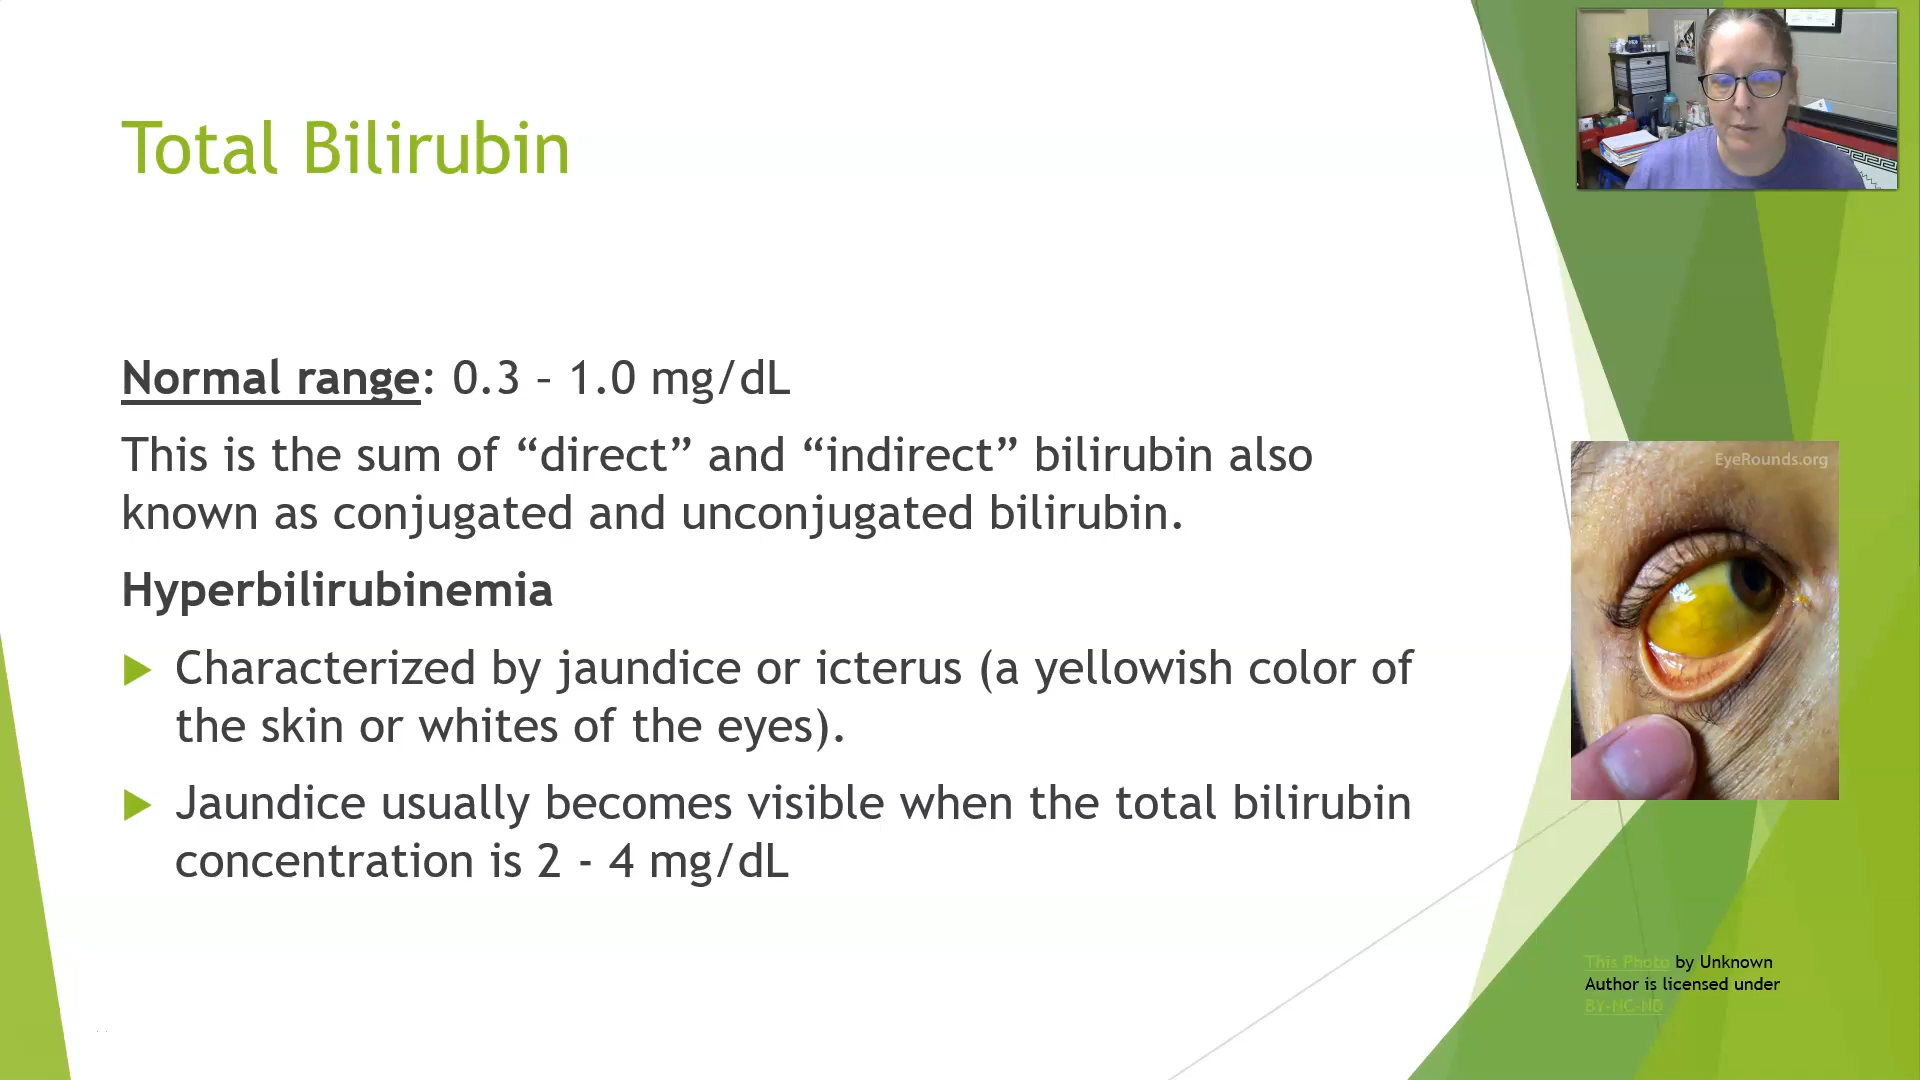 Total Bilirubin
Normal range: 0.3 – 1.0 mg/dL
This is the sum of “direct” and “indirect” bilirubin also
known as conjugated and unconjugated bilirubin.
Hyperbilirubinemia
Characterized by jaundice or icterus (a yellowish color of
the skin or whites of the eyes).
Jaundice usually becomes visible when the total bilirubin
concentration is 2 - 4 mg/dL
EyeRounds.org
This Photo by Unknown
Author is licensed under
BY-NC-ND